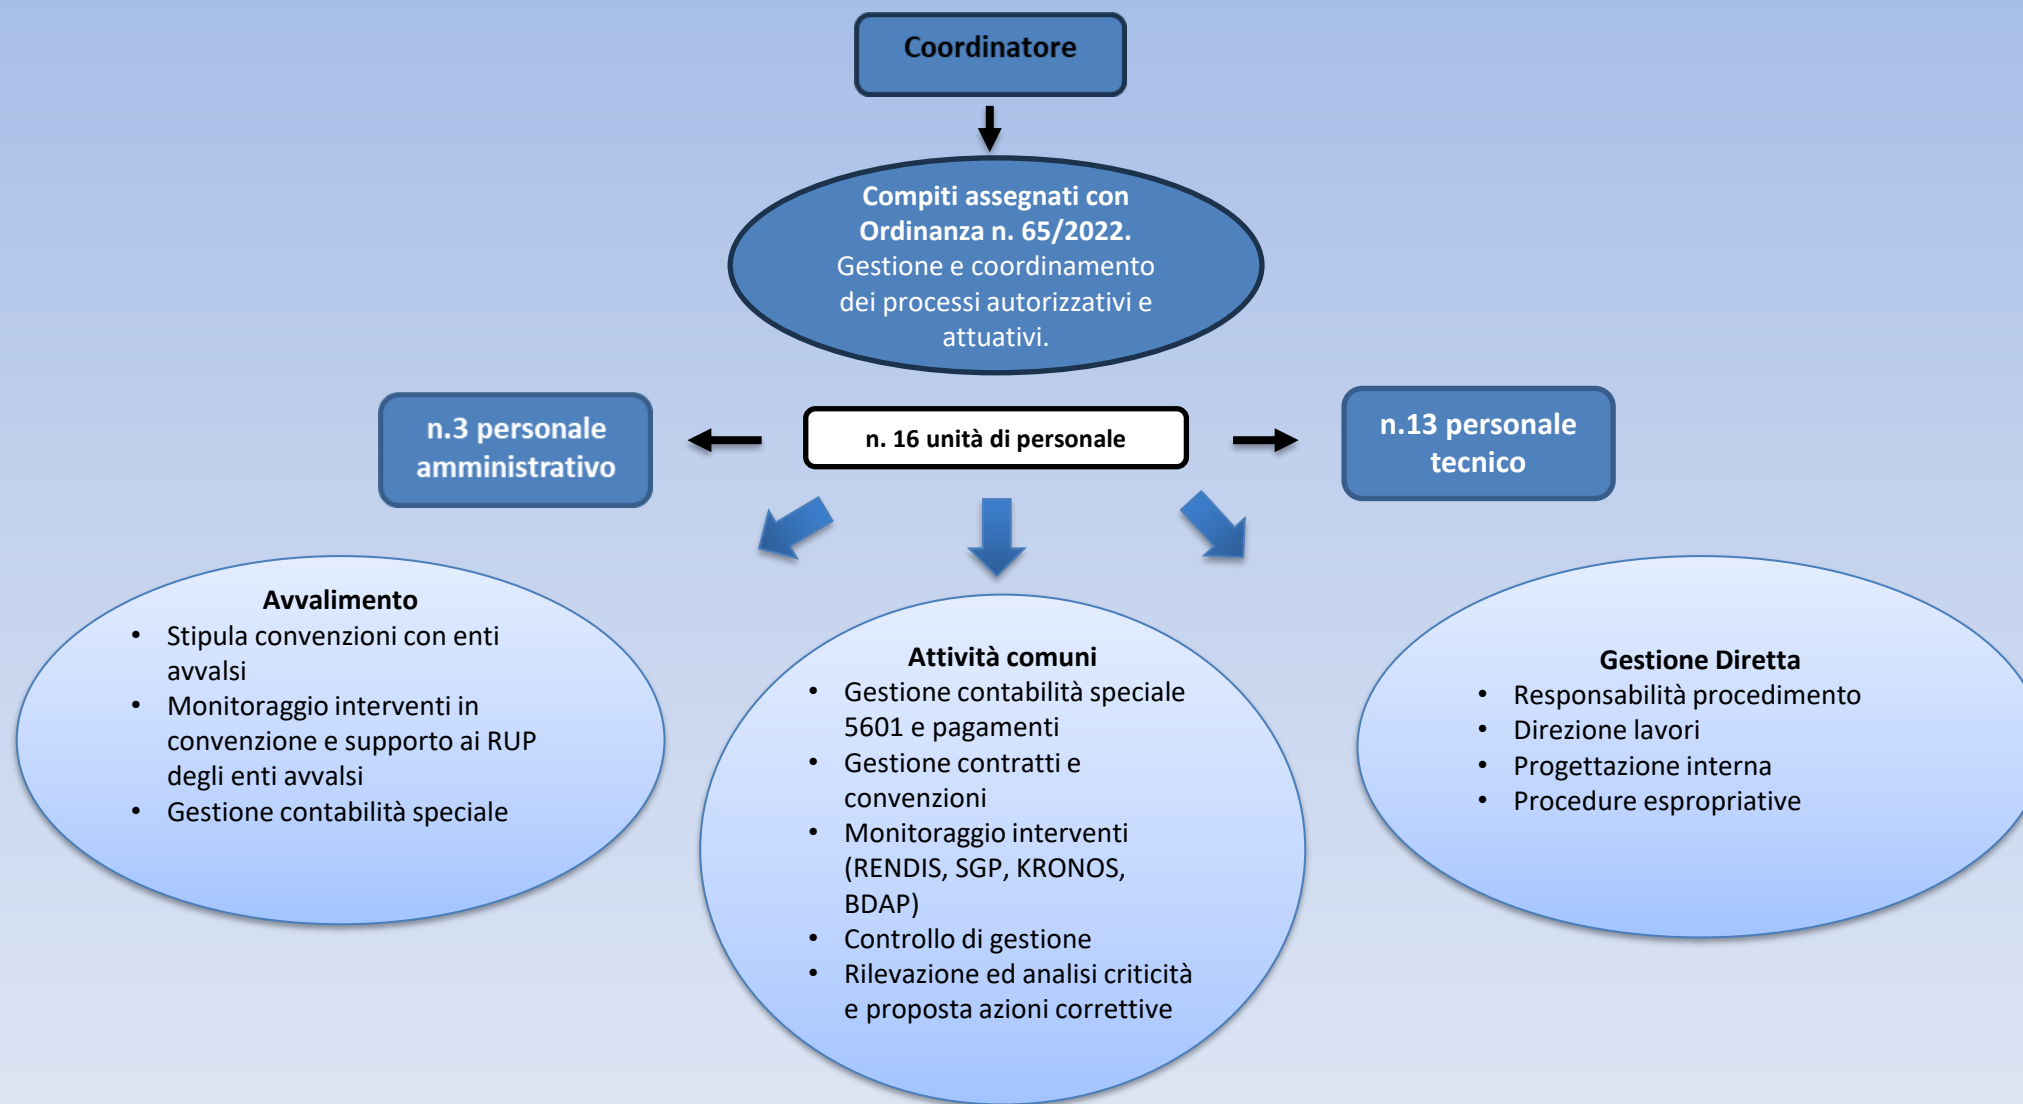 Coordinatore
Compiti assegnati con
Ordinanza n. 65/2022.
Gestione e coordinamento
dei processi autorizzativi e
attuativi.
n.3 personale
amministrativo
n. 16 unità di personale
n.13 personale
tecnico
Avvalimento
• Stipula convenzioni con enti
avvalsi
• Monitoraggio interventi in
convenzione e supporto ai RUP
degli enti avvalsi
• Gestione contabilità speciale
Attività comuni
• Gestione contabilità speciale
5601 e pagamenti
• Gestione contratti e
convenzioni
• Monitoraggio interventi
(RENDIS, SGP, KRONOS,
BDAP)
• Controllo di gestione
• Rilevazione ed analisi criticità
e proposta azioni correttive
Gestione Diretta
• Responsabilità procedimento
• Direzione lavori
• Progettazione interna
• Procedure espropriative